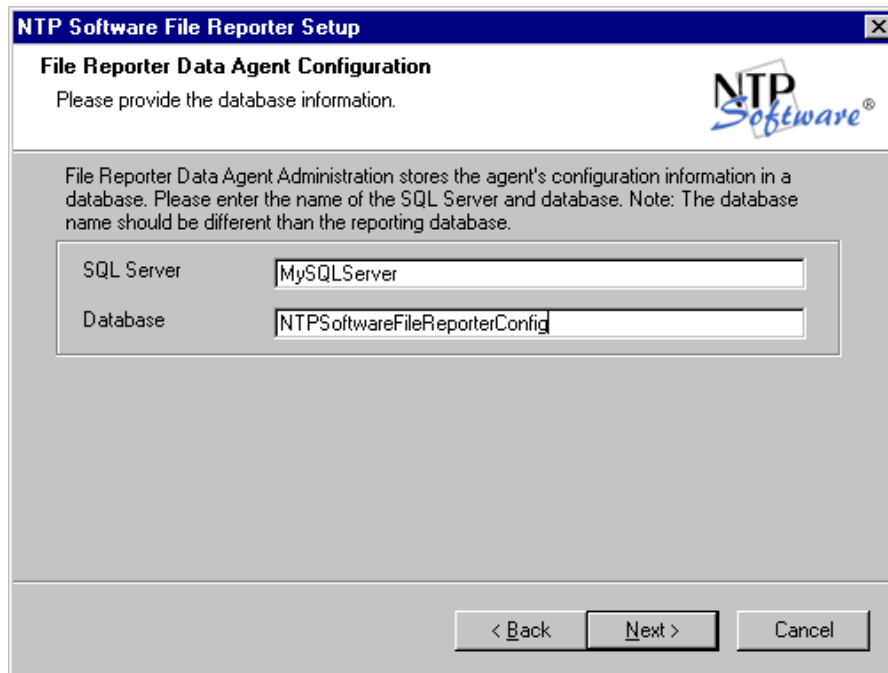 NTP Software File Reporter Setup
File Reporter Data Agent Configuration
Please provide the database information.
NTP
Software®
File Reporter Data Agent Administration stores the agent's configuration information in a
database. Please enter the name of the SQL Server and database. Note: The database
name should be different than the reporting database.
SQL Server
MySQLServer
Database
NTPSoftwareFileReporterConfig
< Back
Next >
Cancel